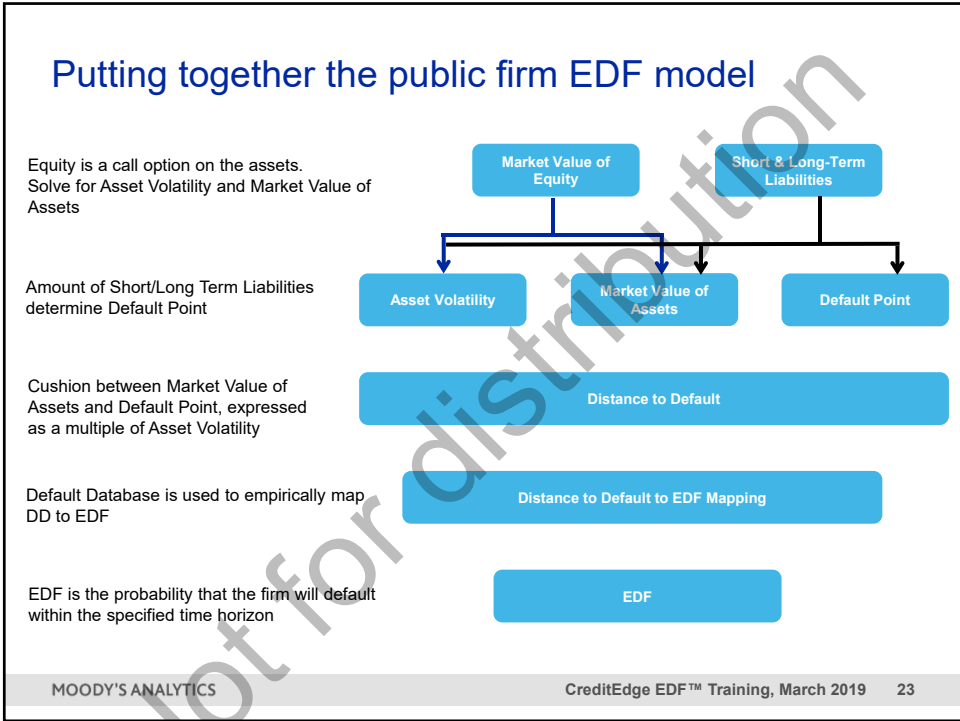 Putting together the public firm EDF model
Equity is a call option on the assets.
Solve for Asset Volatility and Market Value of
Assets
Market Value of
Equity
Short & Long-Term
Liabilities
Amount of Short/Long Term Liabilities
determine Default Point
Asset Volatility
Market Value of
Assets
Default Point
Cushion between Market Value of
Assets and Default Point, expressed
as a multiple of Asset Volatility
Distance to Default
Default Database is used to empirically map
DD to EDF
Distance to Default to EDF Mapping
EDF is the probability that the firm will default
within the specified time horizon
EDF
MOODY'S ANALYTICS
CreditEdge EDF™ Training, March 2019 23
ot for distribution